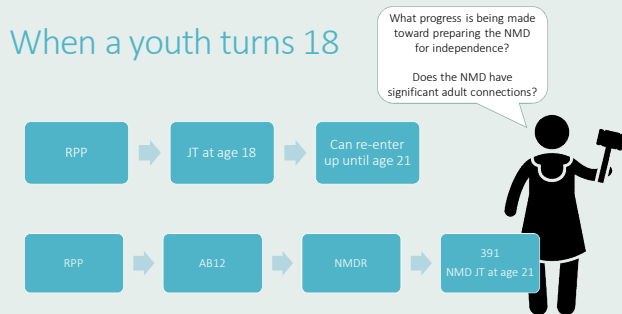 When a youth turns 18
What progress is being made
toward preparing the NMD
for independence?
Does the NMD have
significant adult connections?
RPP
JT at age 18
Can re-enter
up until age 21
RPP
AB12
NMDR
391
NMD JT at age 21